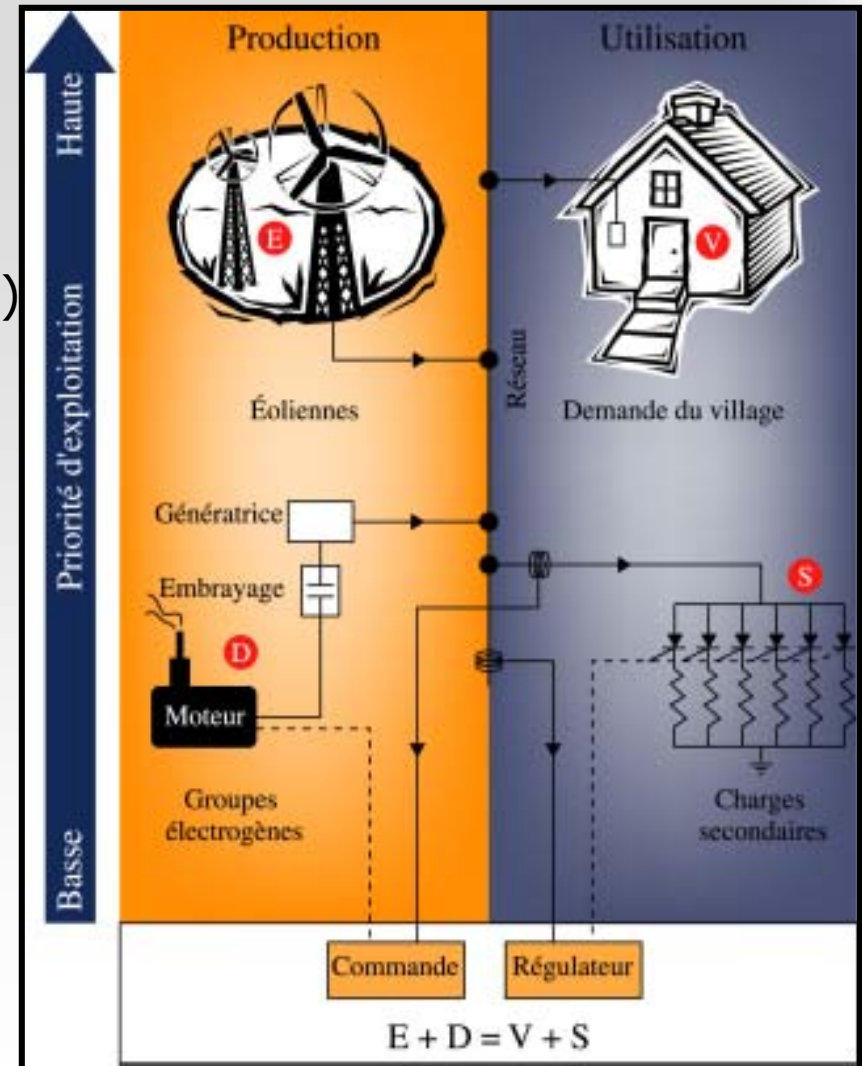 )
Production
Utilisation
Haute
Priorité d'exploitation
Basse
E
V
Réseau
Éoliennes
Demande du village
Génératrice
Embrayage
S
D
Moteur
Groupes
électrogènes
Charges
secondaires
Commande
Régulateur
E + D = V + S